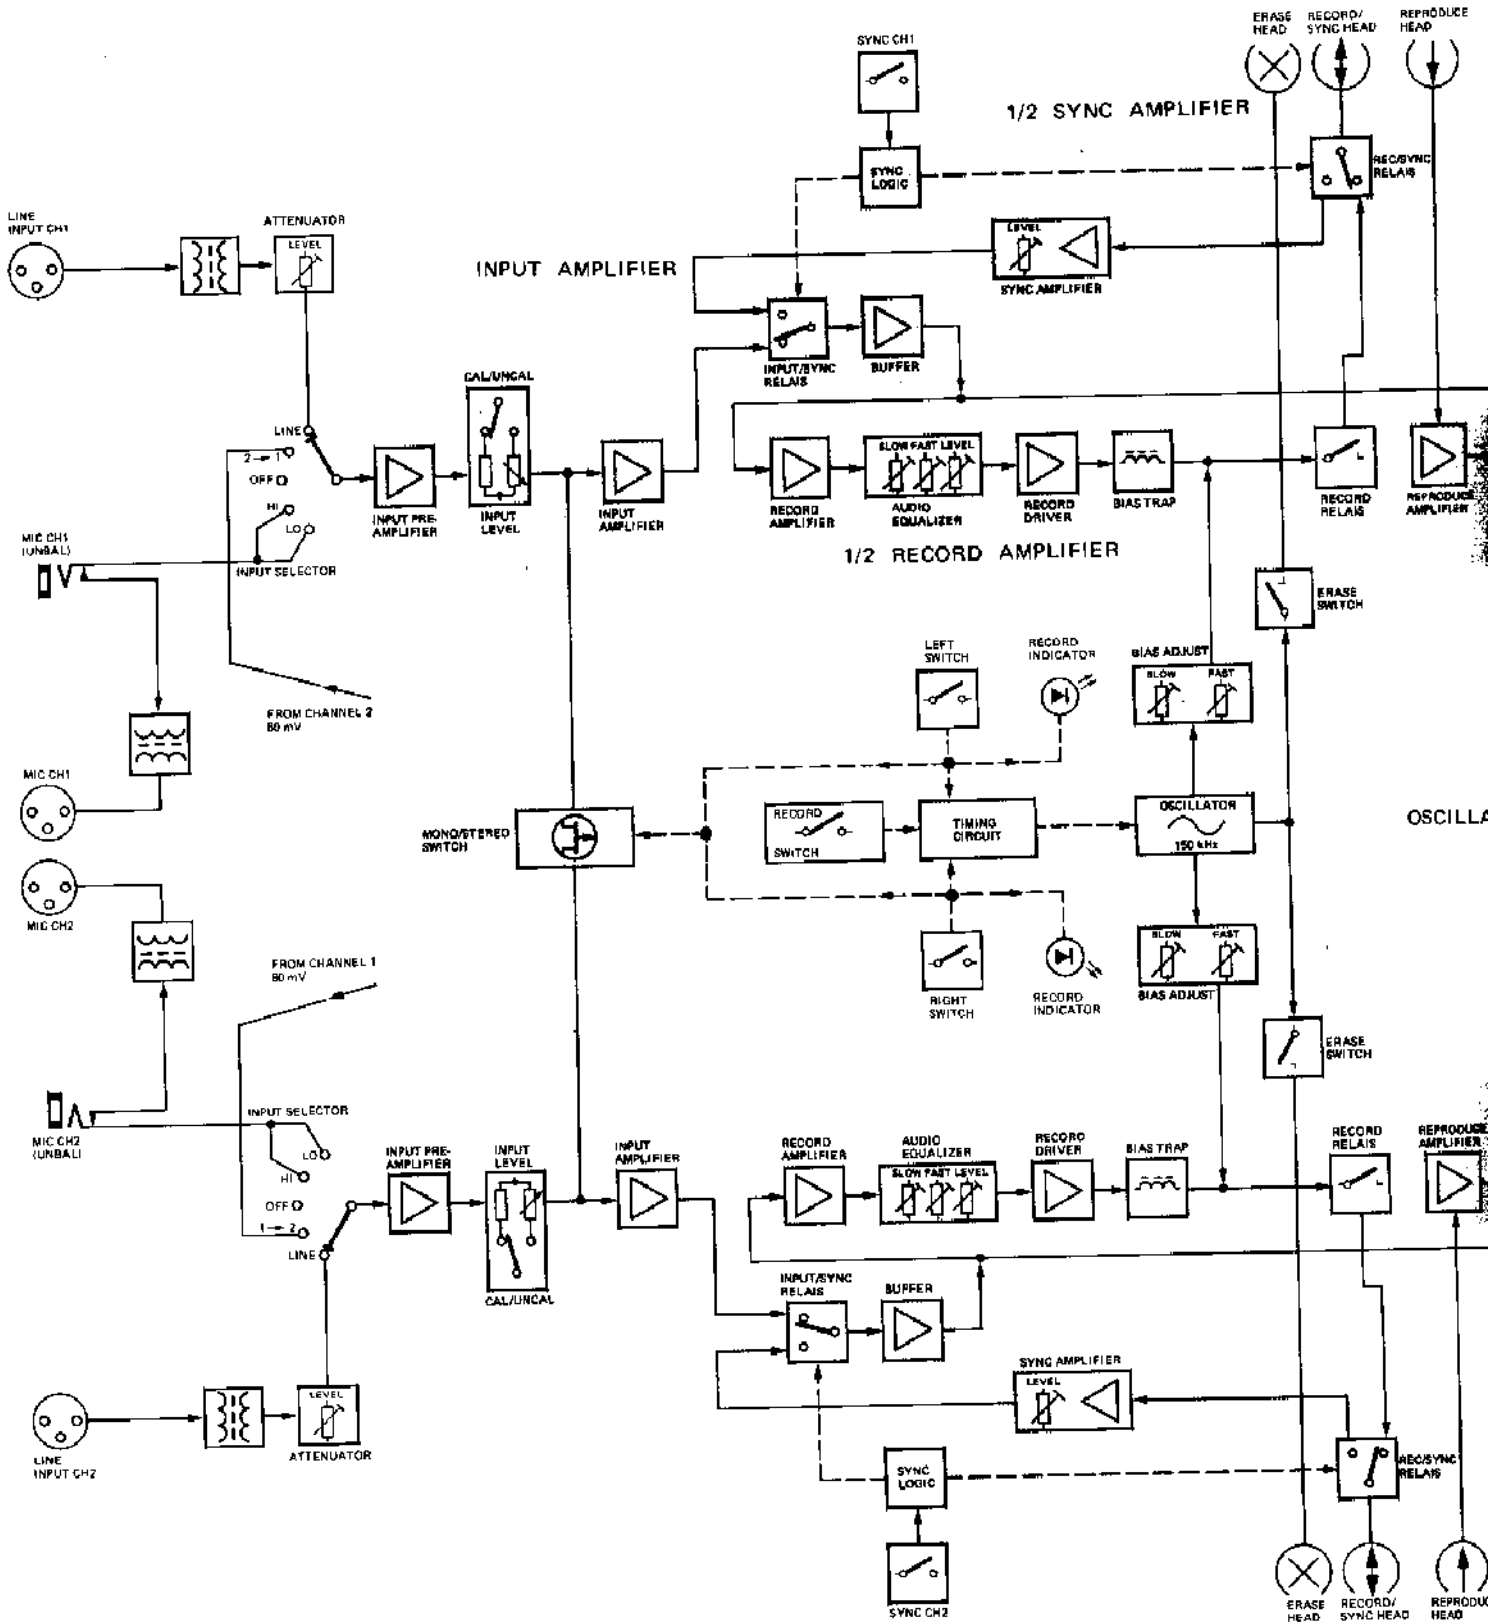 ERASE
HEAD
RECORD/
SYNC HEAD
REPRODUCE
HEAD
SYNC CH1
1/2 SYNC AMPLIFIER
SYNC
LOGIC
REC/SYNC
RELAIS
LINE
INPUT CH1
ATTENUATOR
LEVEL
INPUT AMPLIFIER
LEVEL
SYNC AMPLIFIER
INPUT/SYNC
RELAIS
BUFFER
CAL/UNCAL
LINE
2 → 1
OFF
HI
LO
INPUT SELECTOR
INPUT PRE-
AMPLIFIER
INPUT
LEVEL
INPUT
AMPLIFIER
RECORD
AMPLIFIER
SLOW FAST LEVEL
AUDIO
EQUALIZER
RECORD
DRIVER
BIAS TRAP
RECORD
RELAIS
REPRODUCE
AMPLIFIER
MIC CH1
(UNBAL)
1/2 RECORD AMPLIFIER
ERASE
SWITCH
LEFT
SWITCH
RECORD
INDICATOR
BIAS ADJUST
SLOW
FAST
FROM CHANNEL 2
80 mV
MIC CH1
MONO/STEREO
SWITCH
RECORD
SWITCH
TIMING
CIRCUIT
OSCILLATOR
150 kHz
OSCILLA
MIC CH2
SLOW
FAST
BIAS ADJUST
FROM CHANNEL 1
80 mV
RIGHT
SWITCH
RECORD
INDICATOR
ERASE
SWITCH
MIC CH2
(UNBAL)
INPUT SELECTOR
LO
HI
OFF
1 → 2
LINE
INPUT PRE-
AMPLIFIER
INPUT
LEVEL
INPUT
AMPLIFIER
RECORD
AMPLIFIER
AUDIO
EQUALIZER
SLOW FAST LEVEL
RECORD
DRIVER
BIAS TRAP
RECORD
RELAIS
REPRODUCE
AMPLIFIER
CAL/UNCAL
INPUT/SYNC
RELAIS
BUFFER
SYNC AMPLIFIER
LEVEL
LEVEL
ATTENUATOR
LINE
INPUT CH2
SYNC
LOGIC
REC/SYNC
RELAIS
SYNC CH2
ERASE
HEAD
RECORD/
SYNC HEAD
REPRODUC
HEAD